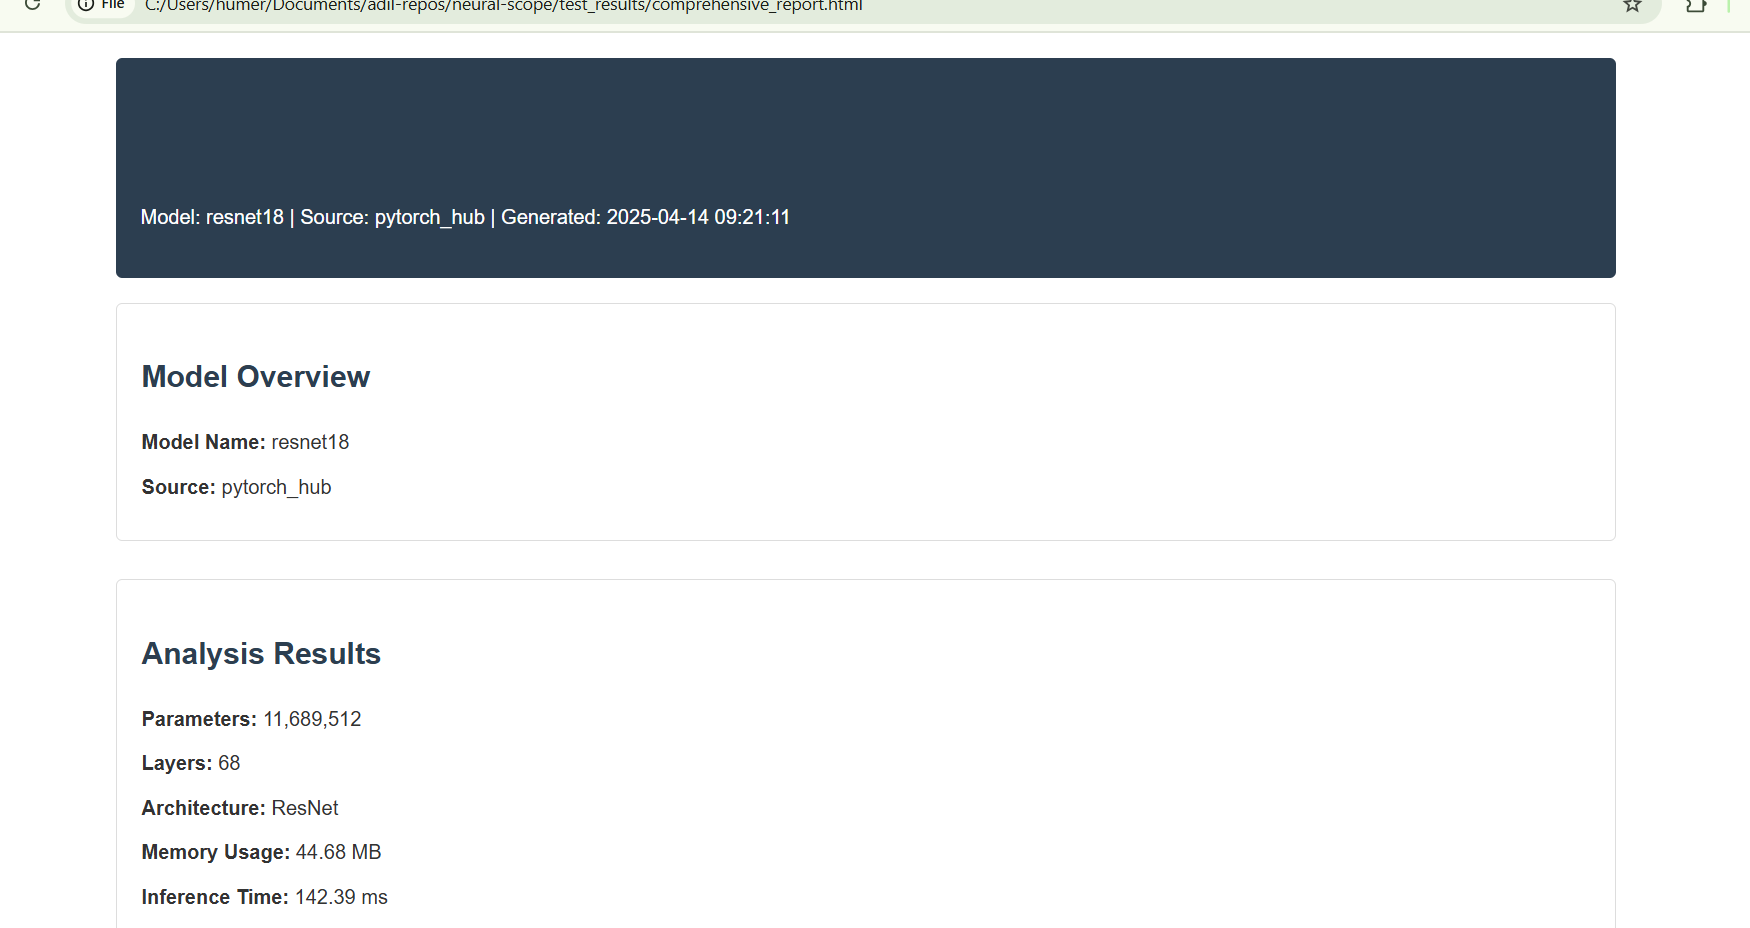 File C:/Users/humer/Documents/adil-repos/neural-scope/test_results/comprehensive_report.html
Model: resnet18 | Source: pytorch_hub | Generated: 2025-04-14 09:21:11
Model Overview
Model Name: resnet18
Source: pytorch_hub
Analysis Results
Parameters: 11,689,512
Layers: 68
Architecture: ResNet
Memory Usage: 44.68 MB
Inference Time: 142.39 ms